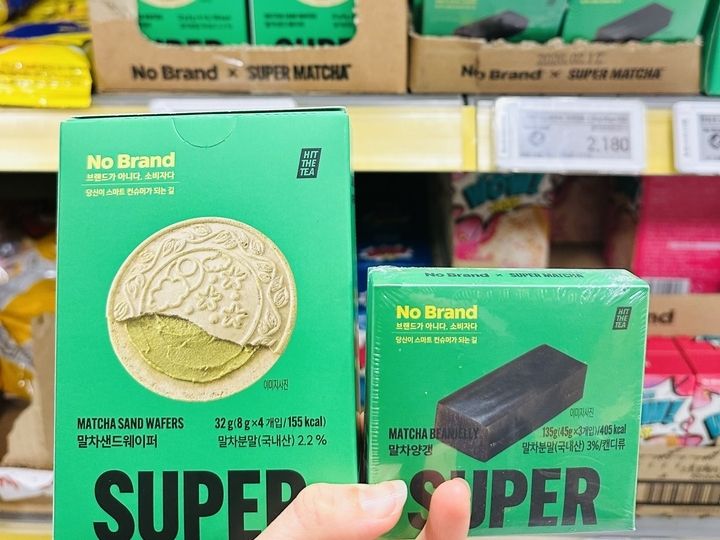 No Brand × SUPER MATCHA
No Brand × SUPER MATCHA
2,180
No Brand
브랜드가 아니다. 소비자다
당신이 스마트 컨슈머가 되는 길
HIT
THE
TEA
이미지사진
MATCHA SAND WAFERS
말차샌드웨이퍼
32 g(8 g×4개입/155 kcal)
말차분말(국내산) 2.2 %
SUPER
No Brand × SUPER MATCHA
No Brand
브랜드가 아니다. 소비자다
당신이 스마트 컨슈머가 되는 길
HIT
THE
TEA
이미지사진
MATCHA BEANJELLY
말차양갱
135g(45g×3개입)/405 kcal
말차분말(국내산) 3%/캔디류
SUPER